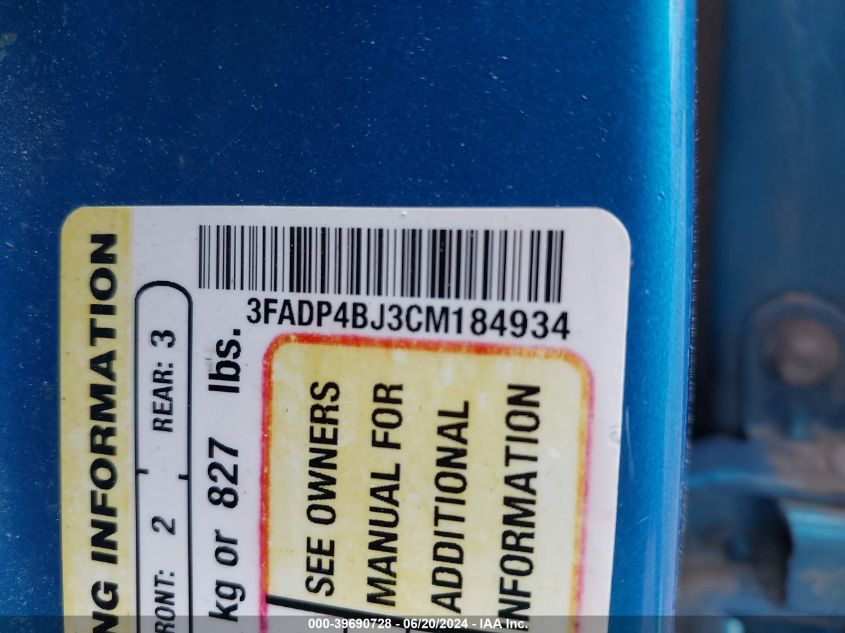 3FADP4BJ3CM184934
NG INFORMATION
RONT: 2 REAR: 3
kg or 827 lbs.
SEE OWNERS
MANUAL FOR
ADDITIONAL
NFORMATION
000-39690728 - 06/20/2024 - IAA Inc.